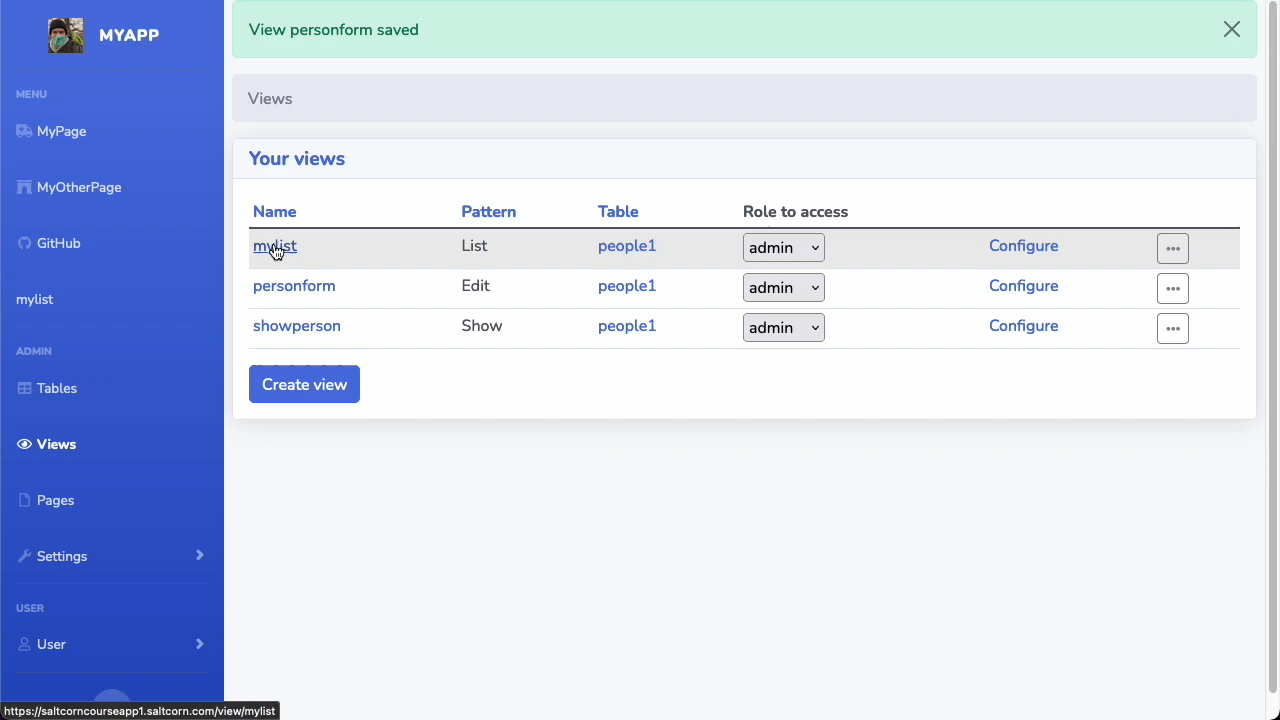 MYAPP
MENU
MyPage
MyOtherPage
GitHub
mylist
ADMIN
Tables
Views
Pages
Settings
USER
User
https://saltcorncourseapp1.saltcorn.com/view/mylist
View personform saved
Views
Your views
Name Pattern Table Role to access
mylist List people1 admin Configure
personform Edit people1 admin Configure
showperson Show people1 admin Configure
Create view